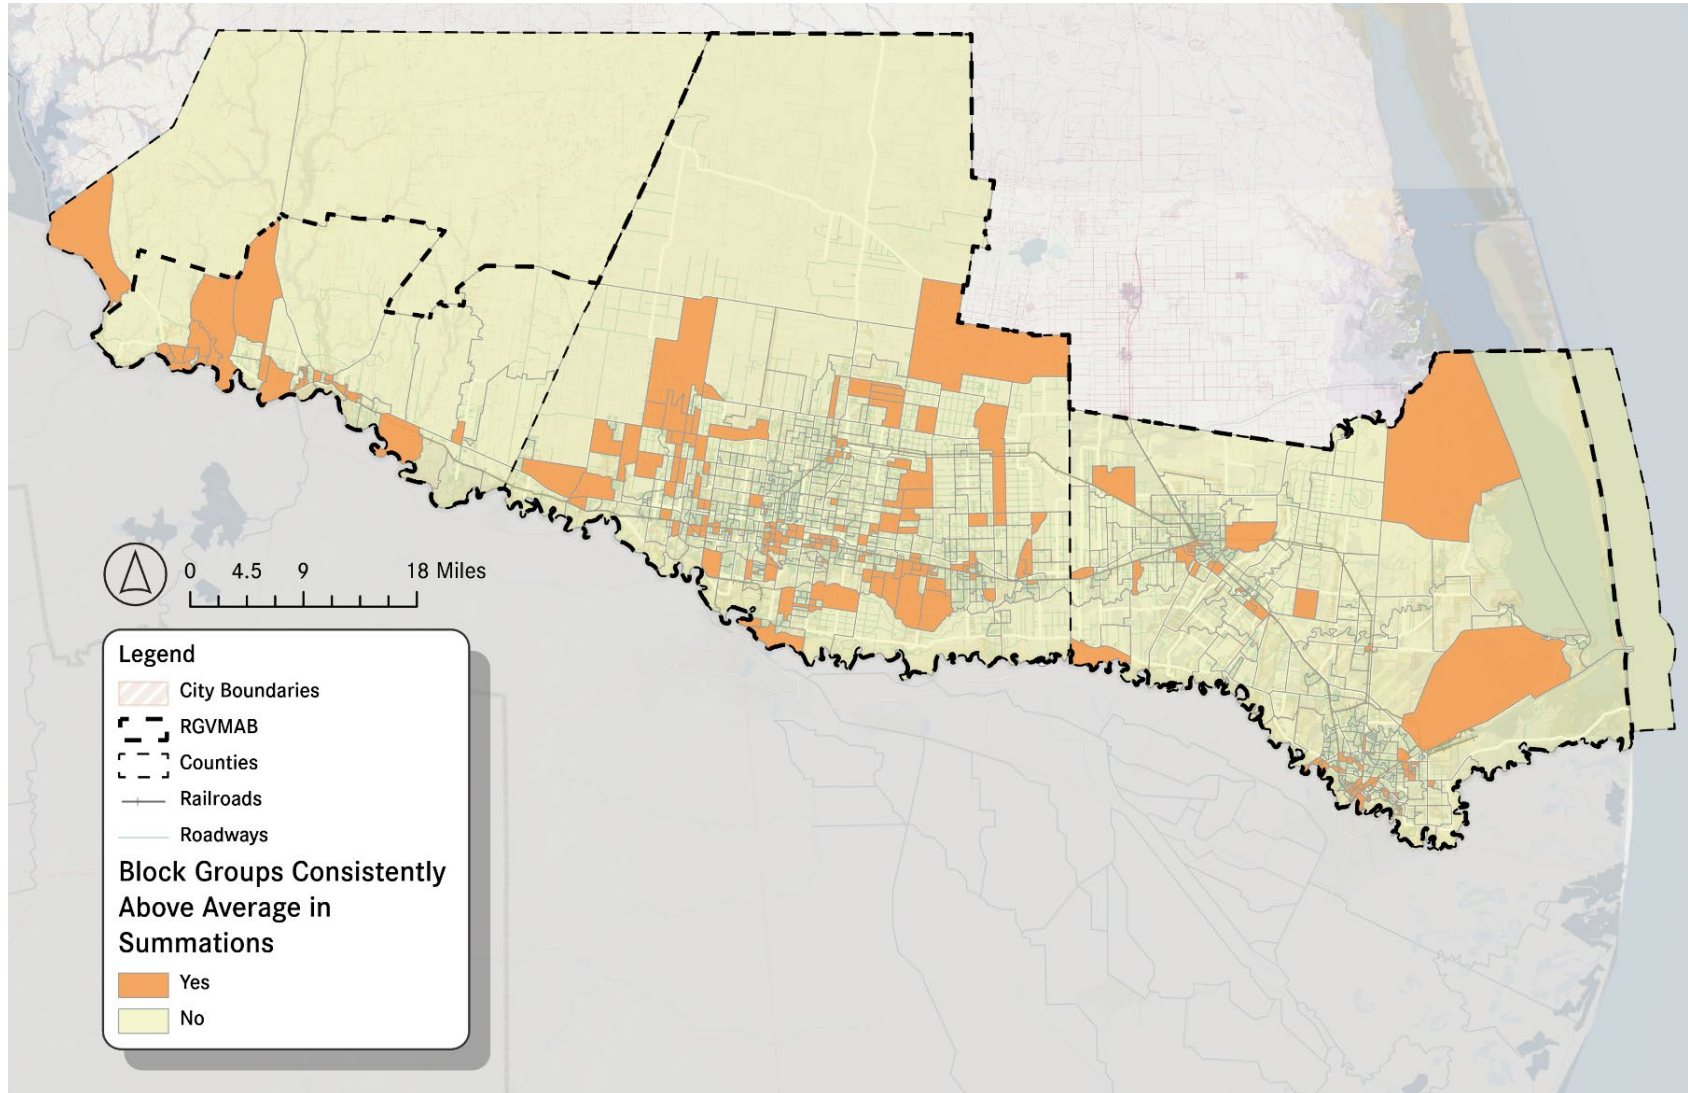 0 4.5 9 18 Miles
Legend
City Boundaries
RGVMAB
Counties
Railroads
Roadways
Block Groups Consistently
Above Average in
Summations
Yes
No